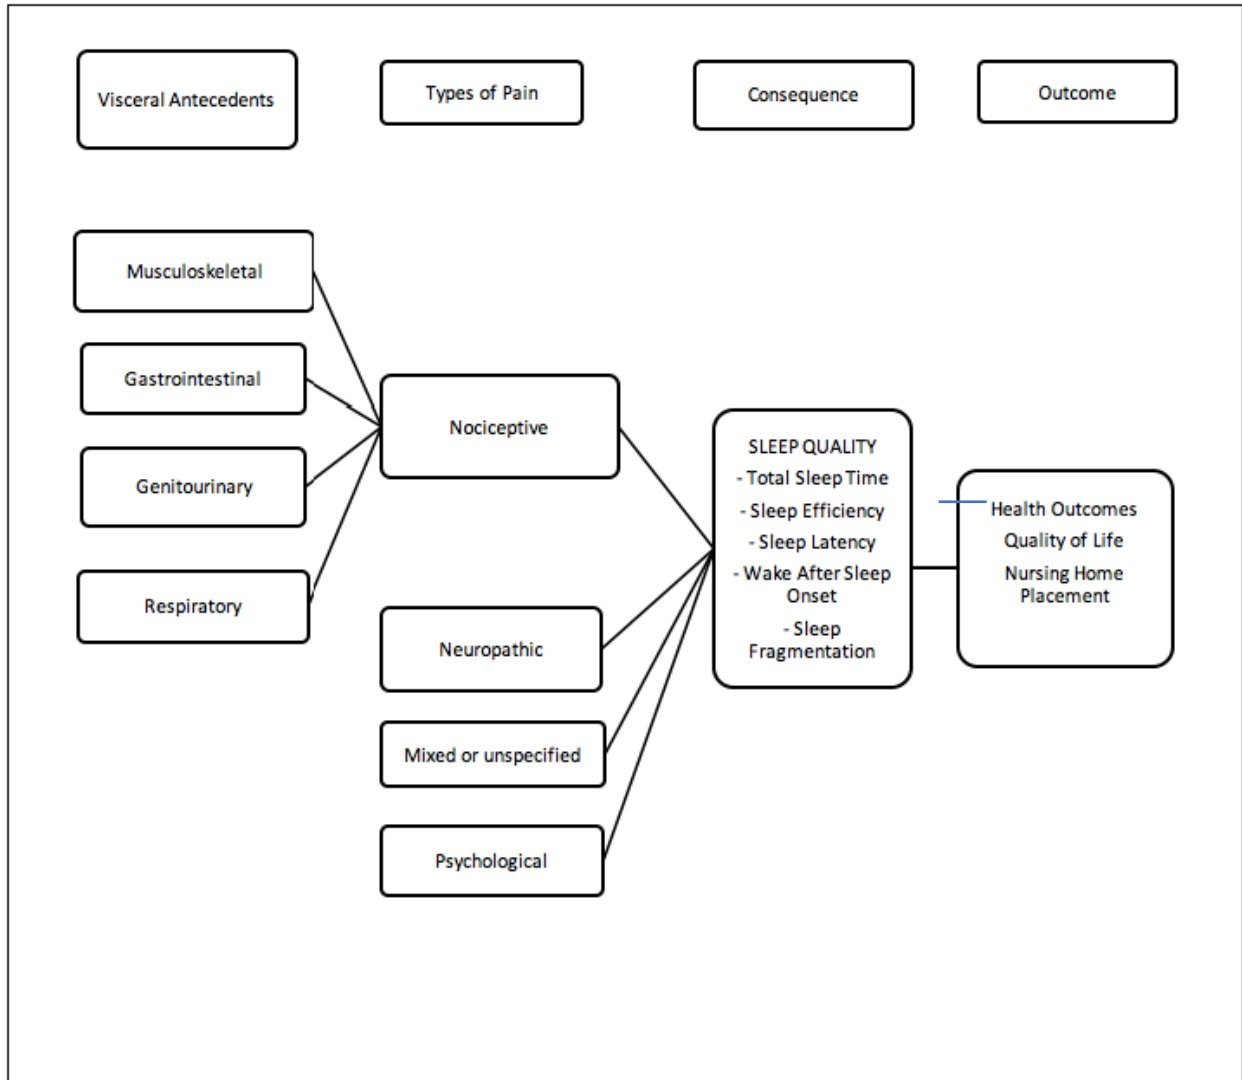 Visceral Antecedents
Types of Pain
Consequence
Outcome
Musculoskeletal
Gastrointestinal
Genitourinary
Respiratory
Nociceptive
Neuropathic
Mixed or unspecified
Psychological
SLEEP QUALITY
- Total Sleep Time
- Sleep Efficiency
- Sleep Latency
- Wake After Sleep
Onset
- Sleep
Fragmentation
Health Outcomes
Quality of Life
Nursing Home
Placement